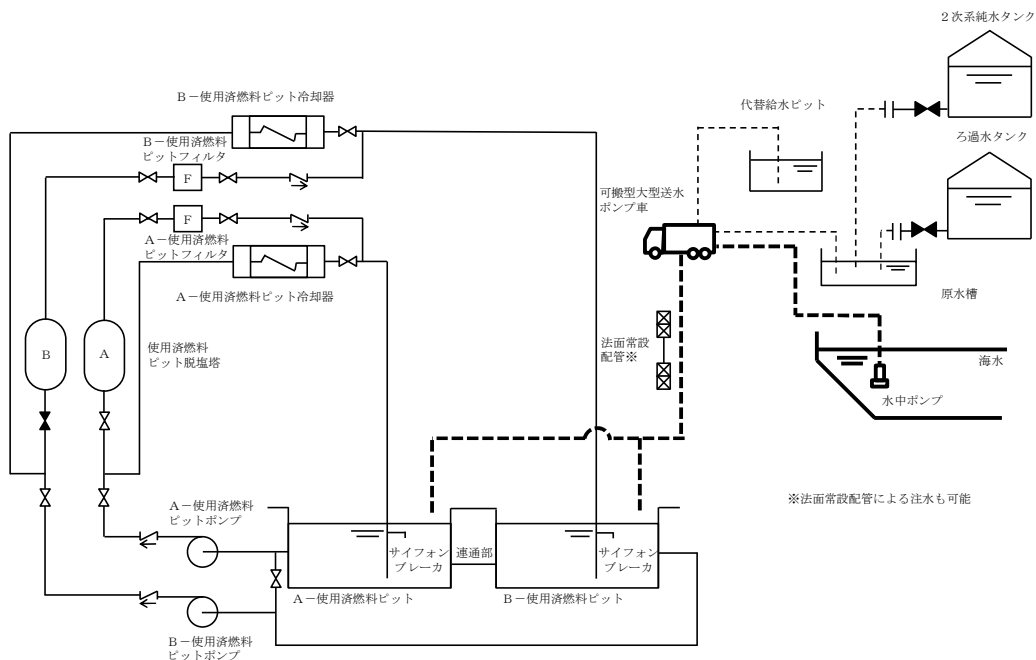 ２次系純水タンク
Ｂ－使用済燃料ピット冷却器
代替給水ピット
ろ過水タンク
Ｂ－使用済燃料
ピットフィルタ
F
可搬型大型送水
ポンプ車
F
Ａ－使用済燃料
ピットフィルタ
Ａ－使用済燃料ピット冷却器
原水槽
B
A
使用済燃料
ピット脱塩塔
法面常設
配管※
海水
水中ポンプ
※法面常設配管による注水も可能
Ａ－使用済燃料
ピットポンプ
サイフォン
ブレーカ
連通部
サイフォン
ブレーカ
Ａ－使用済燃料ピット
Ｂ－使用済燃料ピット
Ｂ－使用済燃料
ピットポンプ